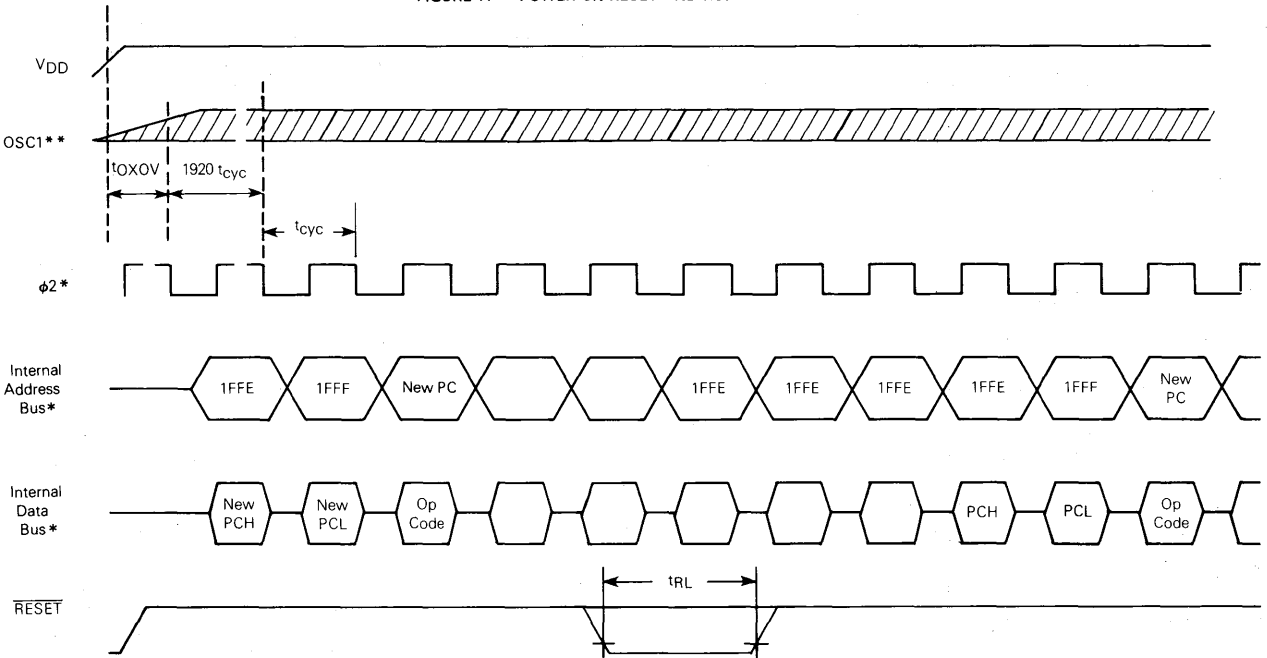 VDD
OSC1**
tOXOV
1920 tcyc
tcyc
φ2*
Internal
Address
Bus*
1FFE
1FFF
New PC
1FFE
1FFE
1FFE
1FFE
1FFF
New
PC
Internal
Data
Bus*
New
PCH
New
PCL
Op
Code
PCH
PCL
Op
Code
tRL
RESET